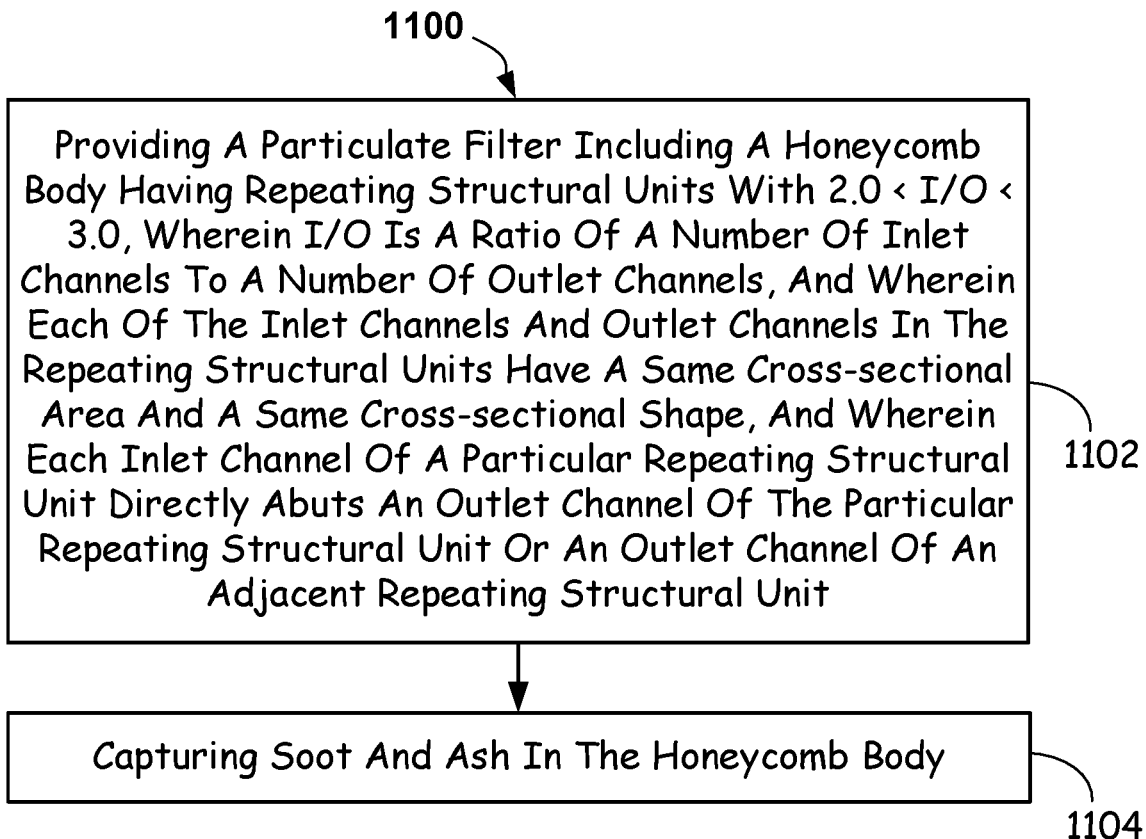 1100
Providing A Particulate Filter Including A Honeycomb
Body Having Repeating Structural Units With 2.0 < I/O <
3.0, Wherein I/O Is A Ratio Of A Number Of Inlet
Channels To A Number Of Outlet Channels, And Wherein
Each Of The Inlet Channels And Outlet Channels In The
Repeating Structural Units Have A Same Cross-sectional
Area And A Same Cross-sectional Shape, And Wherein
Each Inlet Channel Of A Particular Repeating Structural
Unit Directly Abuts An Outlet Channel Of The Particular
Repeating Structural Unit Or An Outlet Channel Of An
Adjacent Repeating Structural Unit
1102
Capturing Soot And Ash In The Honeycomb Body
1104